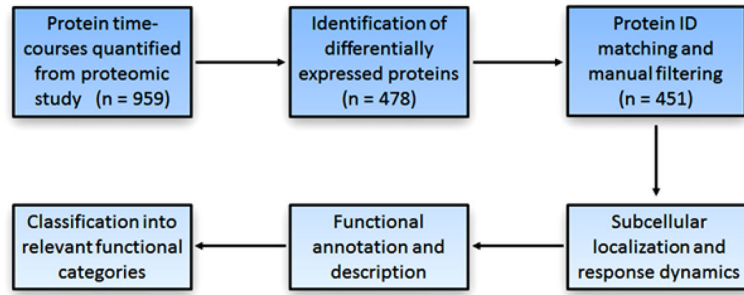 Protein time-
courses quantified
from proteomic
study (n = 959)
Identification of
differentially
expressed proteins
(n = 478)
Protein ID
matching and
manual filtering
(n = 451)
Subcellular
localization and
response dynamics
Functional
annotation and
description
Classification into
relevant functional
categories